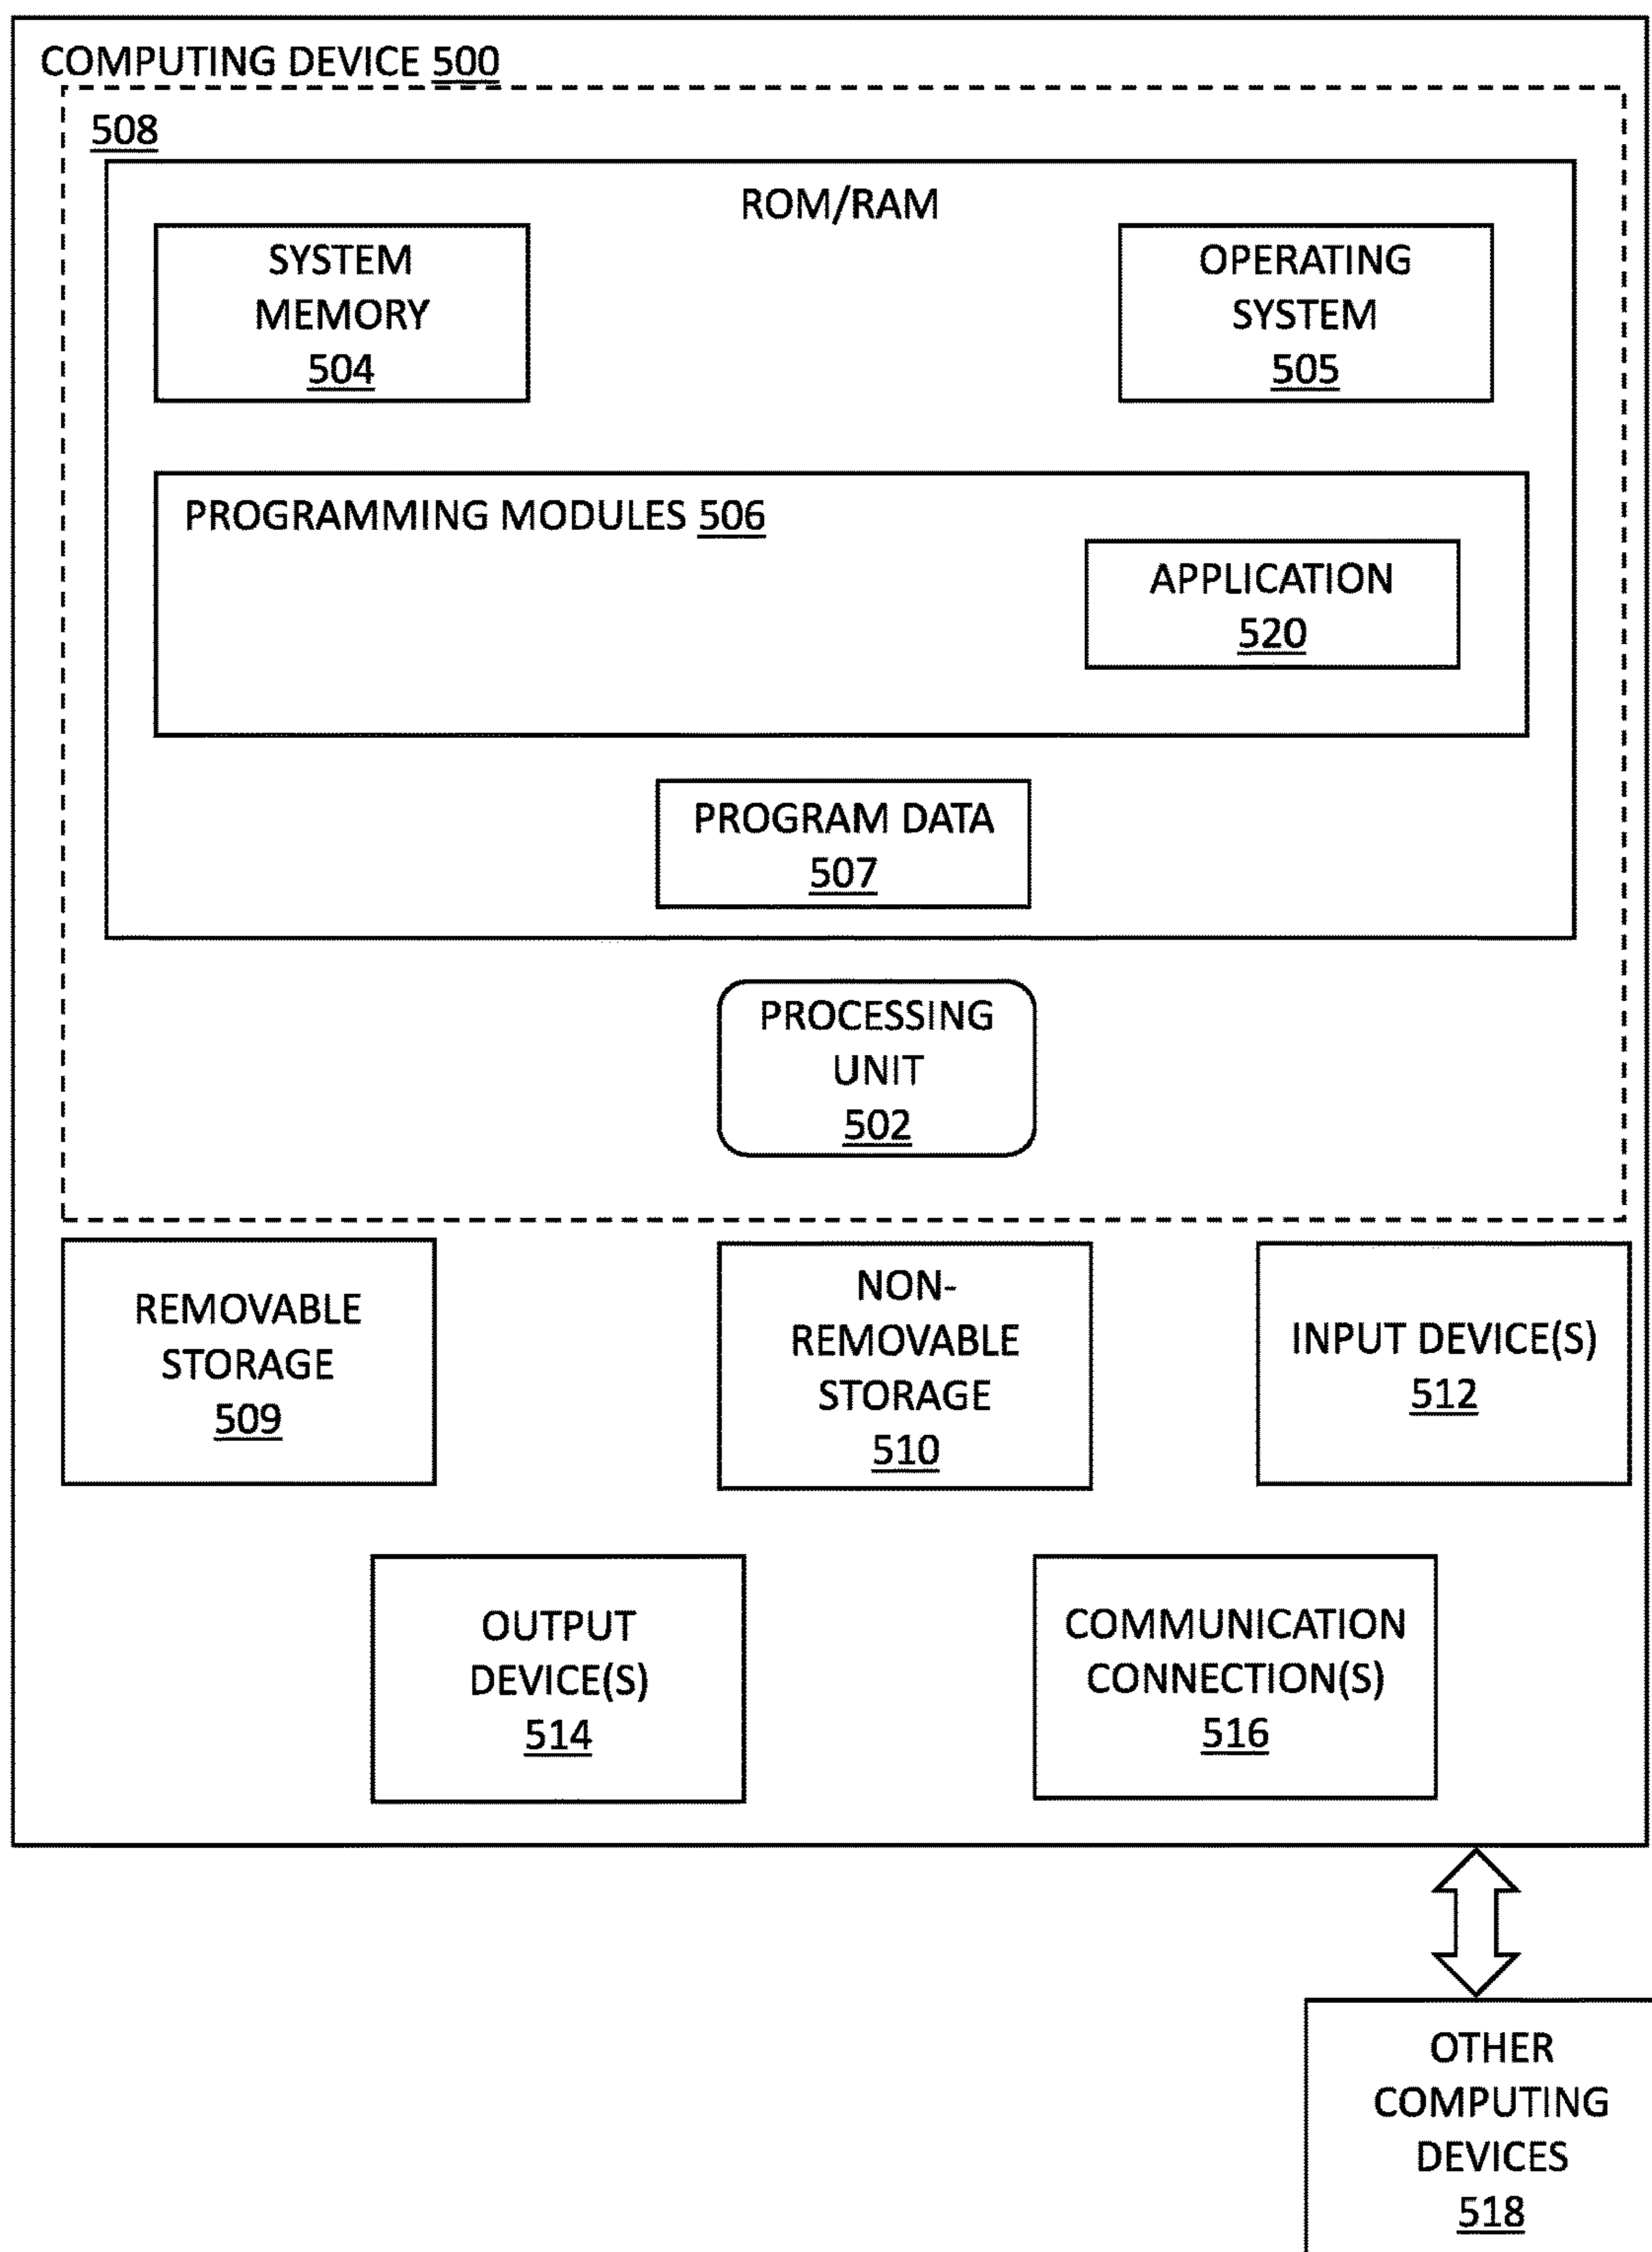 COMPUTING DEVICE 500
508
ROM/RAM
SYSTEM
MEMORY
504
OPERATING
SYSTEM
505
PROGRAMMING MODULES 506
APPLICATION
520
PROGRAM DATA
507
PROCESSING
UNIT
502
REMOVABLE
STORAGE
509
NON-
REMOVABLE
STORAGE
510
INPUT DEVICE(S)
512
OUTPUT
DEVICE(S)
514
COMMUNICATION
CONNECTION(S)
516
OTHER
COMPUTING
DEVICES
518